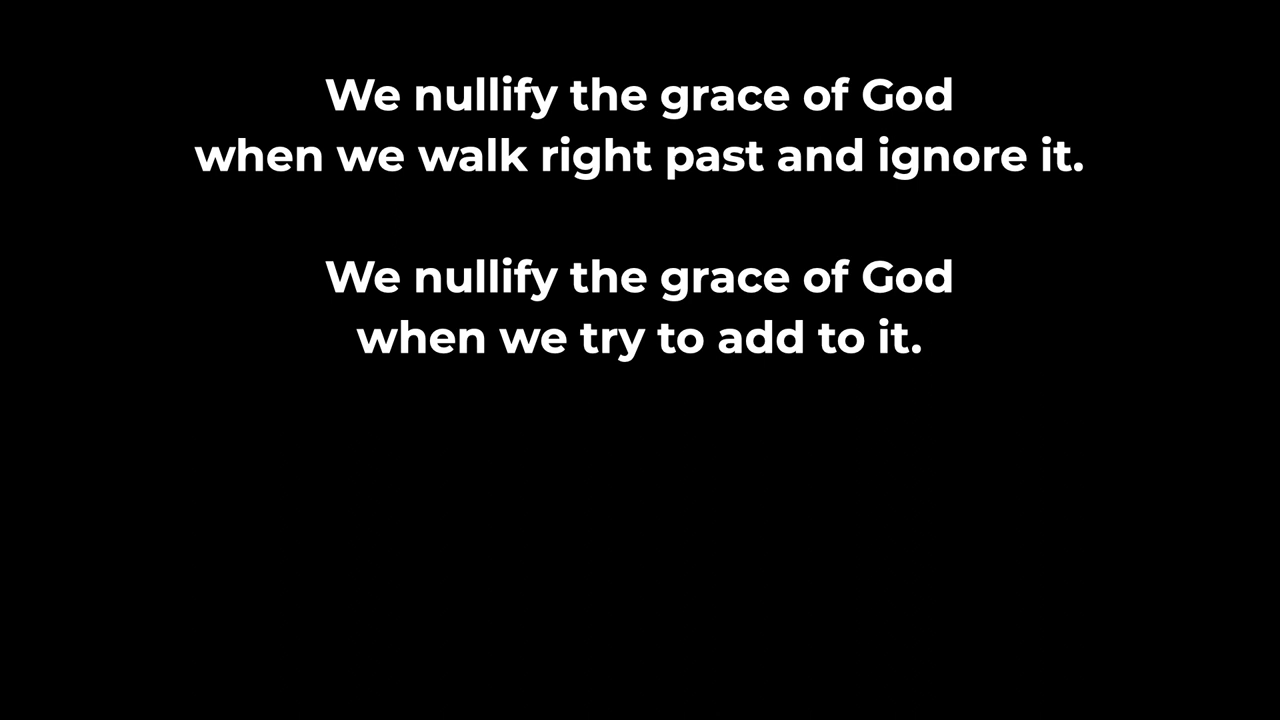 We nullify the grace of God
when we walk right past and ignore it.
We nullify the grace of God
when we try to add to it.